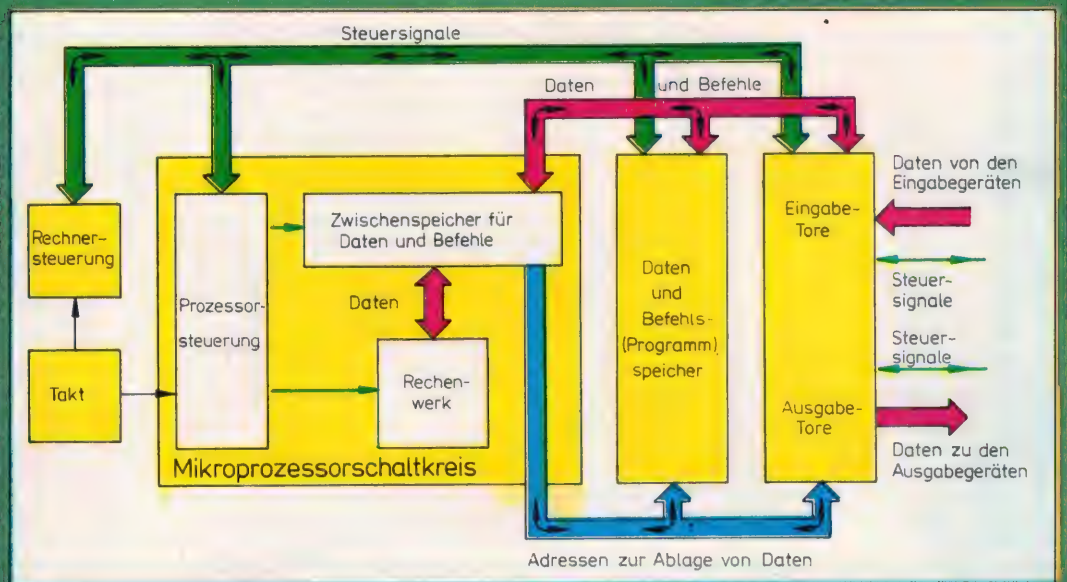 Steuersignale
Daten und Befehle
Rechner-
steuerung
Takt
Prozessor-
steuerung
Zwischenspeicher für
Daten und Befehle
Daten
Rechen-
werk
Mikroprozessorschaltkreis
Daten
und
Befehls-
(Programm)
speicher
Eingabe-
Tore
Ausgabe-
Tore
Daten von den
Eingabegeräten
Steuer-
signale
Steuer-
signale
Daten zu den
Ausgabegeräten
Adressen zur Ablage von Daten